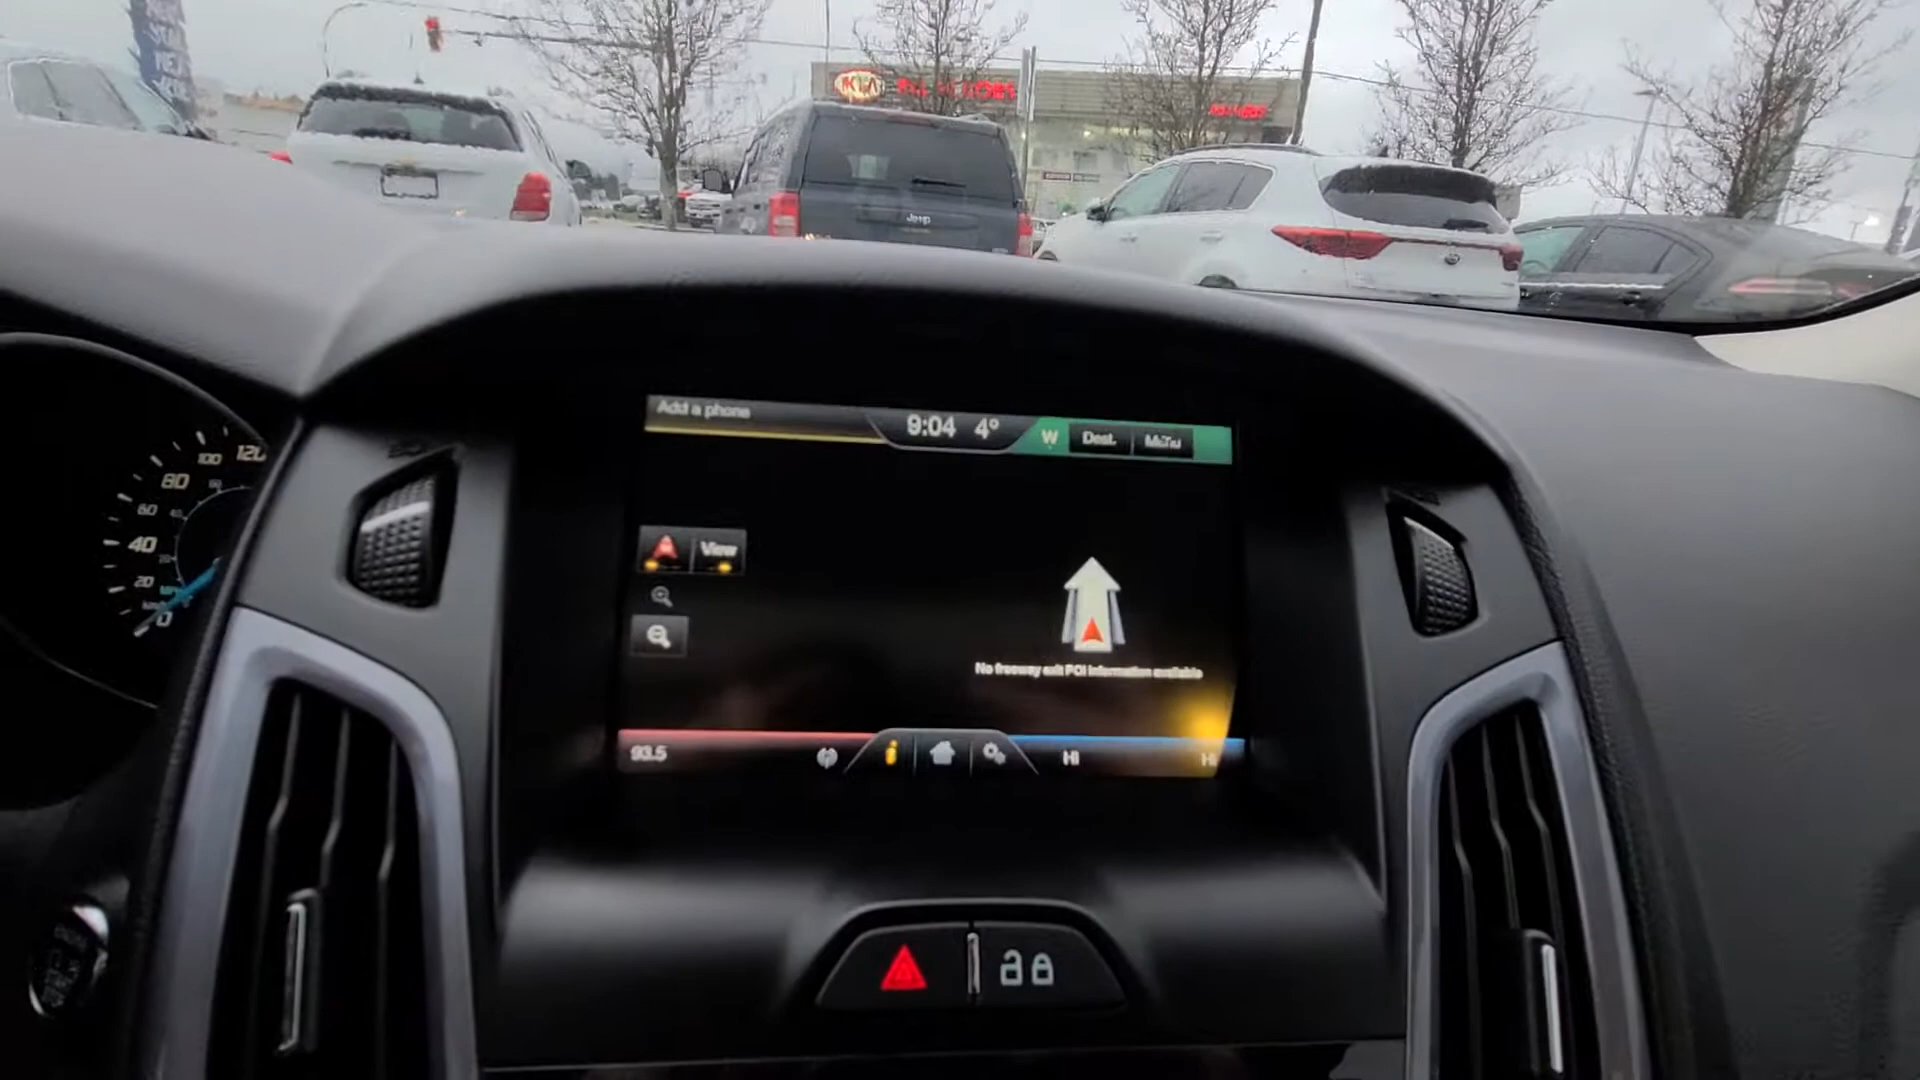 KIA
Jeep
Add a phone
9:04 4°
W
Dest.
Menu
120
100
80
60
40
20
0
View
No freeway exit POI information available
93.5
HI
HI